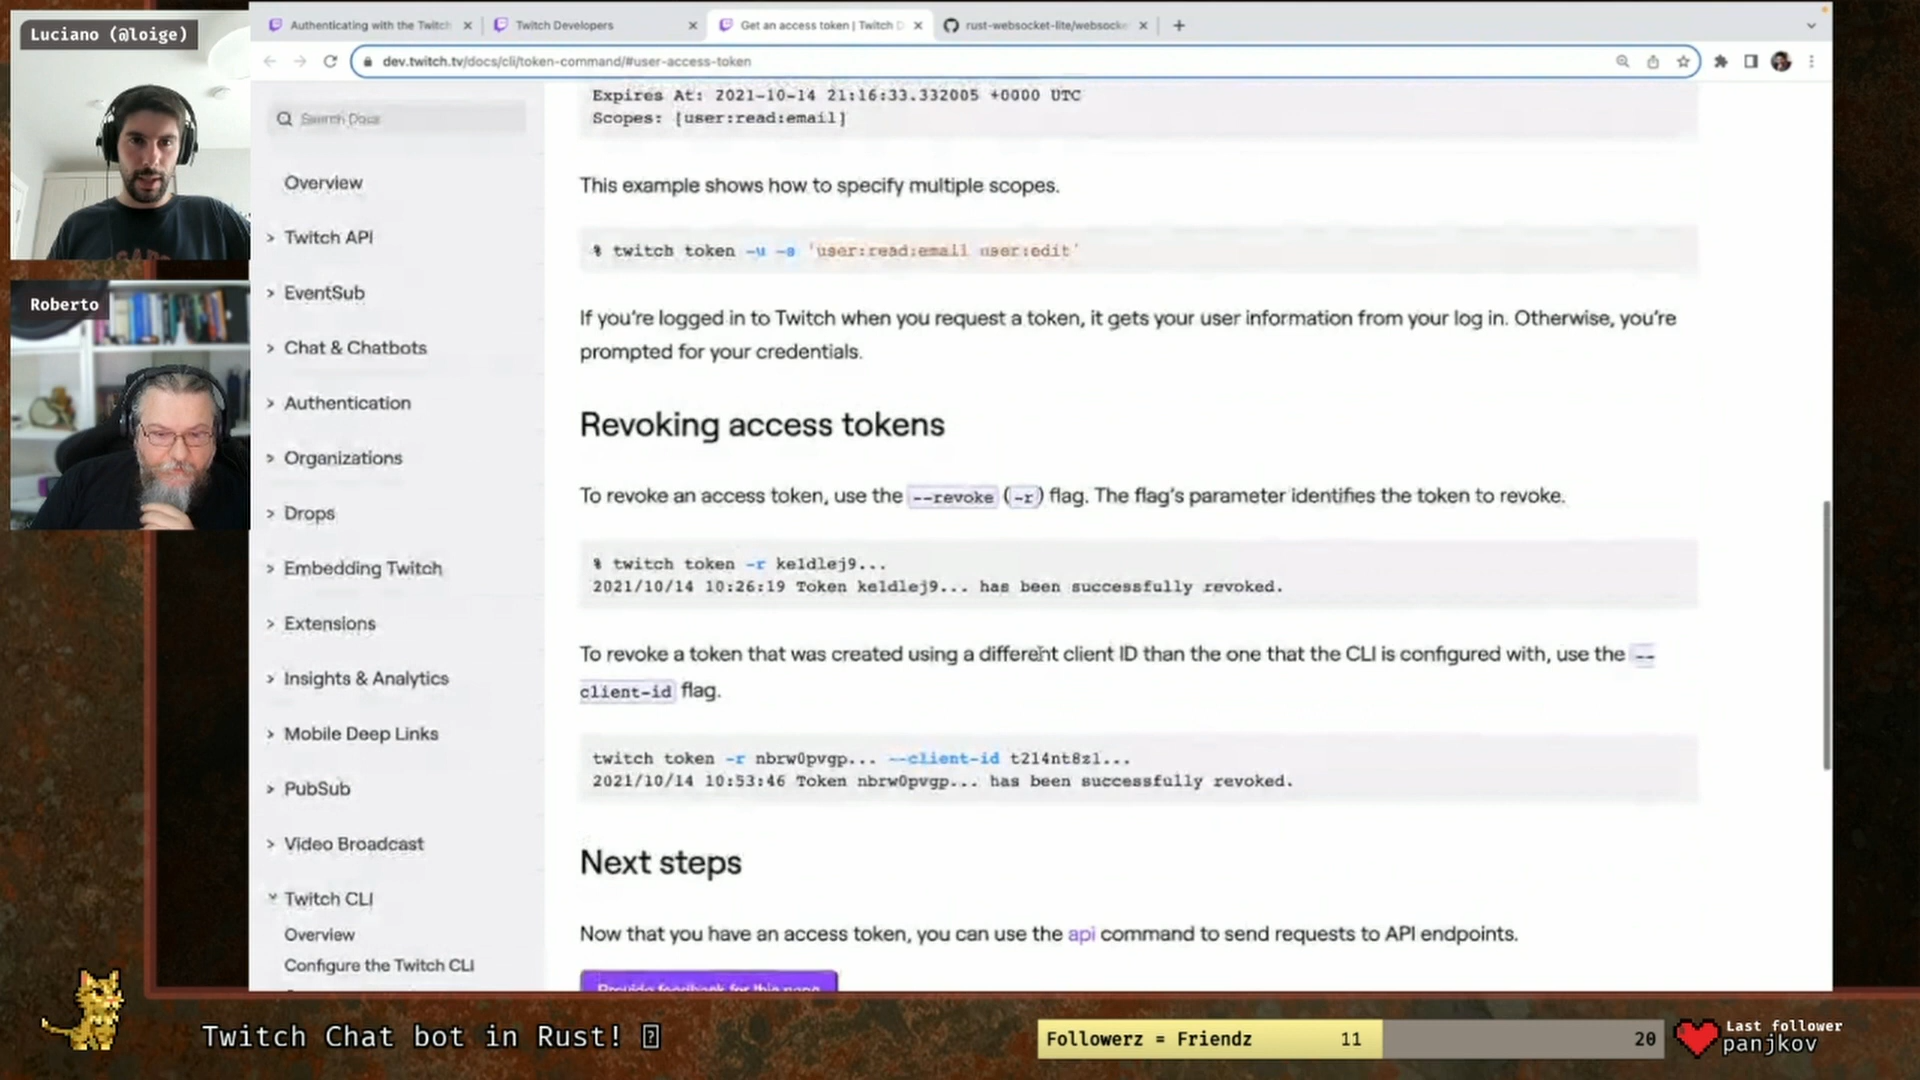 Luciano (@loige)
Roberto
Authenticating with the Twitch
Twitch Developers
Get an access token | Twitch D
rust-websocket-lite/websocke
dev.twitch.tv/docs/cli/token-command/#user-access-token
Search Docs
Overview
Twitch API
EventSub
Chat & Chatbots
Authentication
Organizations
Drops
Embedding Twitch
Extensions
Insights & Analytics
Mobile Deep Links
PubSub
Video Broadcast
Twitch CLI
Overview
Configure the Twitch CLI
Expires At: 2021-10-14 21:16:33.332005 +0000 UTC
Scopes: [user:read:email]
This example shows how to specify multiple scopes.
% twitch token -u -s 'user:read:email user:edit'
If you're logged in to Twitch when you request a token, it gets your user information from your log in. Otherwise, you're
prompted for your credentials.
Revoking access tokens
To revoke an access token, use the --revoke (-r) flag. The flag's parameter identifies the token to revoke.
% twitch token -r ke1dlej9...
2021/10/14 10:26:19 Token ke1dlej9... has been successfully revoked.
To revoke a token that was created using a different client ID than the one that the CLI is configured with, use the --
client-id flag.
twitch token -r nbrw0pvgp... --client-id t214nt8z1...
2021/10/14 10:53:46 Token nbrw0pvgp... has been successfully revoked.
Next steps
Now that you have an access token, you can use the api command to send requests to API endpoints.
Provide feedback for this page
Twitch Chat bot in Rust!
Followerz = Friendz 11 20
Last follower
panjkov